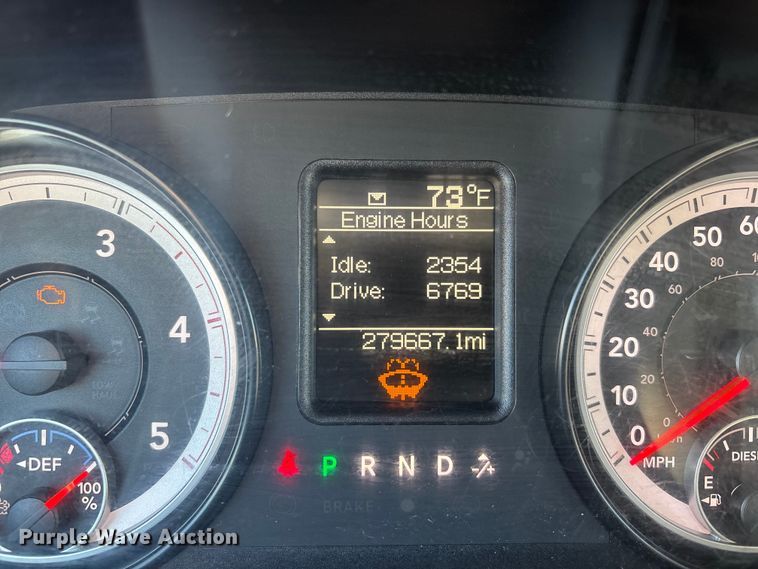 73°F
Engine Hours
Idle: 2354
Drive: 6769
279667.1mi
3
4
5
DEF
100
%
P R N D
BRAKE
60
50
40
30
20
10
0
80
40
20
MPH
E
DIES
Purple Wave Auction